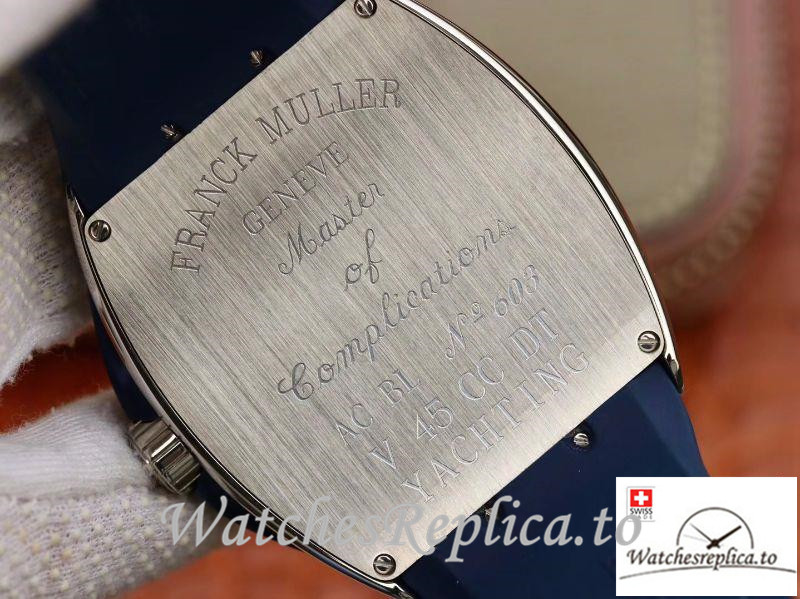 FRANCK MULLER
GENEVE
Master
of
Complications
Nº 603
AC BL
V 45 CC DT
YACHTING
WatchesReplica.to
SWISS
Watchesreplica.to